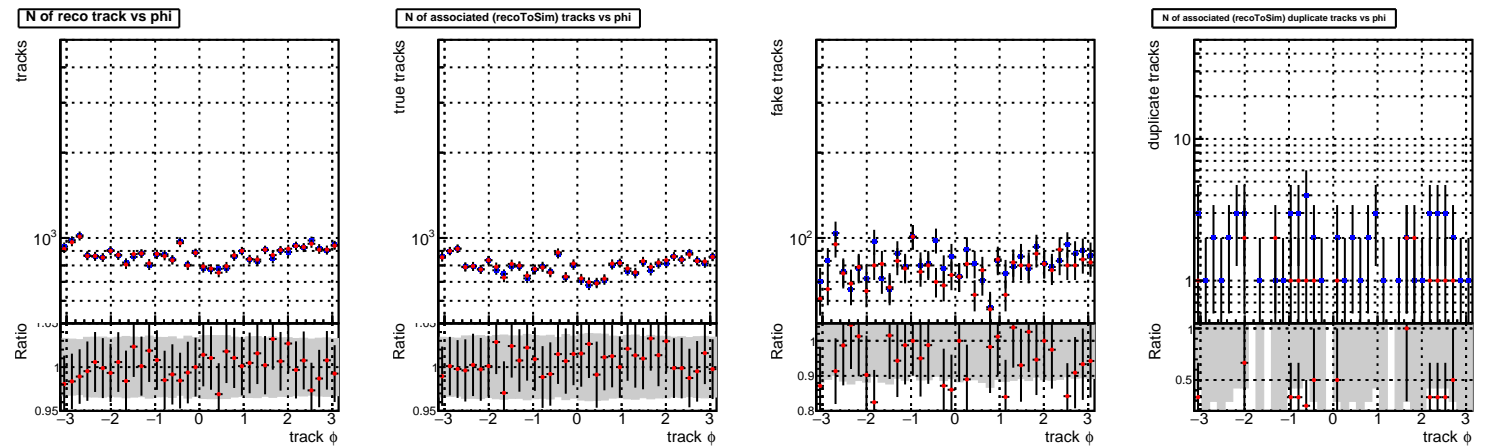 N of reco track vs phi
tracks
10³
Ratio
1
0.95
−3 −2 −1 0 1 2 3
track ϕ
N of associated (recoToSim) tracks vs phi
true tracks
10³
Ratio
1
0.95
−3 −2 −1 0 1 2 3
track ϕ
fake tracks
10²
Ratio
1
0.9
0.8
−3 −2 −1 0 1 2 3
track ϕ
N of associated (recoToSim) duplicate tracks vs phi
duplicate tracks
10
1
Ratio
1
0.5
−3 −2 −1 0 1 2 3
track ϕ